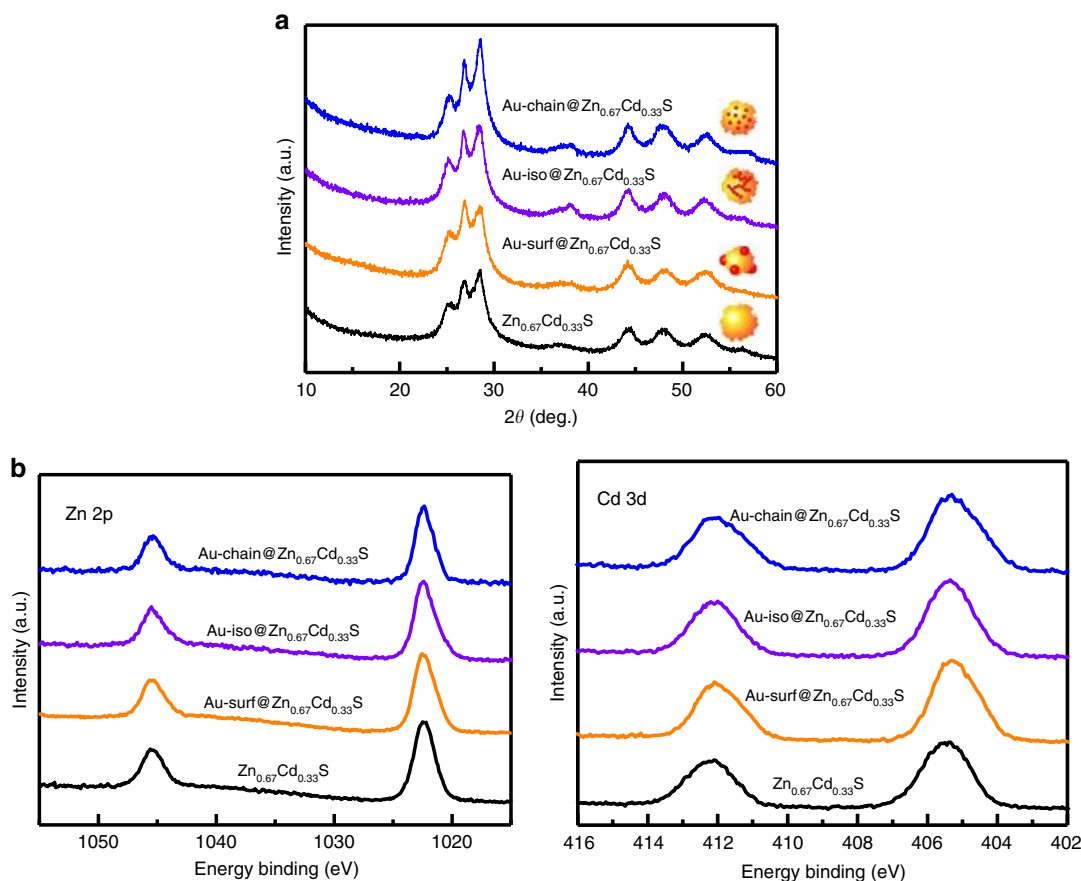 a
Intensity (a.u.)
Au-chain@Zn₀.₆₇Cd₀.₃₃S
Au-iso@Zn₀.₆₇Cd₀.₃₃S
Au-surf@Zn₀.₆₇Cd₀.₃₃S
Zn₀.₆₇Cd₀.₃₃S
10 20 30 40 50 60
2θ (deg.)
b
Zn 2p
Intensity (a.u.)
Au-chain@Zn₀.₆₇Cd₀.₃₃S
Au-iso@Zn₀.₆₇Cd₀.₃₃S
Au-surf@Zn₀.₆₇Cd₀.₃₃S
Zn₀.₆₇Cd₀.₃₃S
1050 1040 1030 1020
Energy binding (eV)
Cd 3d
Intensity (a.u.)
Au-chain@Zn₀.₆₇Cd₀.₃₃S
Au-iso@Zn₀.₆₇Cd₀.₃₃S
Au-surf@Zn₀.₆₇Cd₀.₃₃S
Zn₀.₆₇Cd₀.₃₃S
416 414 412 410 408 406 404 402
Energy binding (eV)